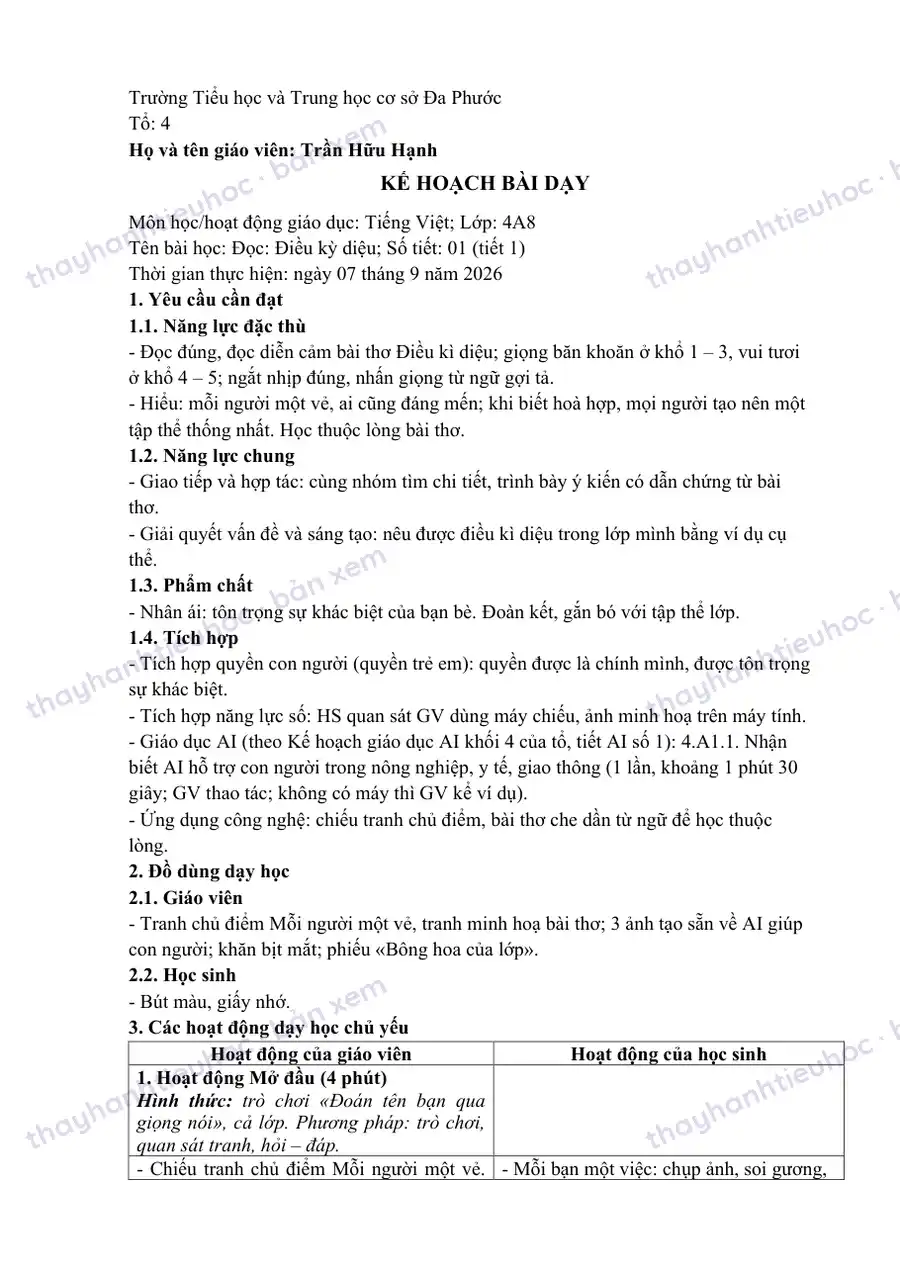 Trường Tiểu học và Trung học cơ sở Đa Phước
Tổ: 4
Họ và tên giáo viên: Trần Hữu Hạnh
KẾ HOẠCH BÀI DẠY
Môn học/hoạt động giáo dục: Tiếng Việt; Lớp: 4A8
Tên bài học: Đọc: Điều kỳ diệu; Số tiết: 01 (tiết 1)
Thời gian thực hiện: ngày 07 tháng 9 năm 2026
1. Yêu cầu cần đạt
1.1. Năng lực đặc thù
- Đọc đúng, đọc diễn cảm bài thơ Điều kì diệu; giọng băn khoăn ở khổ 1 – 3, vui tươi
ở khổ 4 – 5; ngắt nhịp đúng, nhấn giọng từ ngữ gợi tả.
- Hiểu: mỗi người một vẻ, ai cũng đáng mến; khi biết hoà hợp, mọi người tạo nên một
tập thể thống nhất. Học thuộc lòng bài thơ.
1.2. Năng lực chung
- Giao tiếp và hợp tác: cùng nhóm tìm chi tiết, trình bày ý kiến có dẫn chứng từ bài
thơ.
- Giải quyết vấn đề và sáng tạo: nêu được điều kì diệu trong lớp mình bằng ví dụ cụ
thể.
1.3. Phẩm chất
- Nhân ái: tôn trọng sự khác biệt của bạn bè. Đoàn kết, gắn bó với tập thể lớp.
1.4. Tích hợp
- Tích hợp quyền con người (quyền trẻ em): quyền được là chính mình, được tôn trọng
sự khác biệt.
- Tích hợp năng lực số: HS quan sát GV dùng máy chiếu, ảnh minh hoạ trên máy tính.
- Giáo dục AI (theo Kế hoạch giáo dục AI khối 4 của tổ, tiết AI số 1): 4.A1.1. Nhận
biết AI hỗ trợ con người trong nông nghiệp, y tế, giao thông (1 lần, khoảng 1 phút 30
giây; GV thao tác; không có máy thì GV kể ví dụ).
- Ứng dụng công nghệ: chiếu tranh chủ điểm, bài thơ che dần từ ngữ để học thuộc
lòng.
2. Đồ dùng dạy học
2.1. Giáo viên
- Tranh chủ điểm Mỗi người một vẻ, tranh minh hoạ bài thơ; 3 ảnh tạo sẵn về AI giúp
con người; khăn bịt mắt; phiếu «Bông hoa của lớp».
2.2. Học sinh
- Bút màu, giấy nhớ.
3. Các hoạt động dạy học chủ yếu
Hoạt động của giáo viên
Hoạt động của học sinh
1. Hoạt động Mở đầu (4 phút)
Hình thức: trò chơi «Đoán tên bạn qua
giọng nói», cả lớp. Phương pháp: trò chơi,
quan sát tranh, hỏi – đáp.
- Chiếu tranh chủ điểm Mỗi người một vẻ.
- Mỗi bạn một việc: chụp ảnh, soi gương,
thayhanhtieuhoc · bản xem
thayhanhtieuhoc · b
thayhanhtieuhoc · bản xem
thayhanhtieuhoc · b
thayhanhtieuhoc · bản xem
thayhanhtieuhoc · b